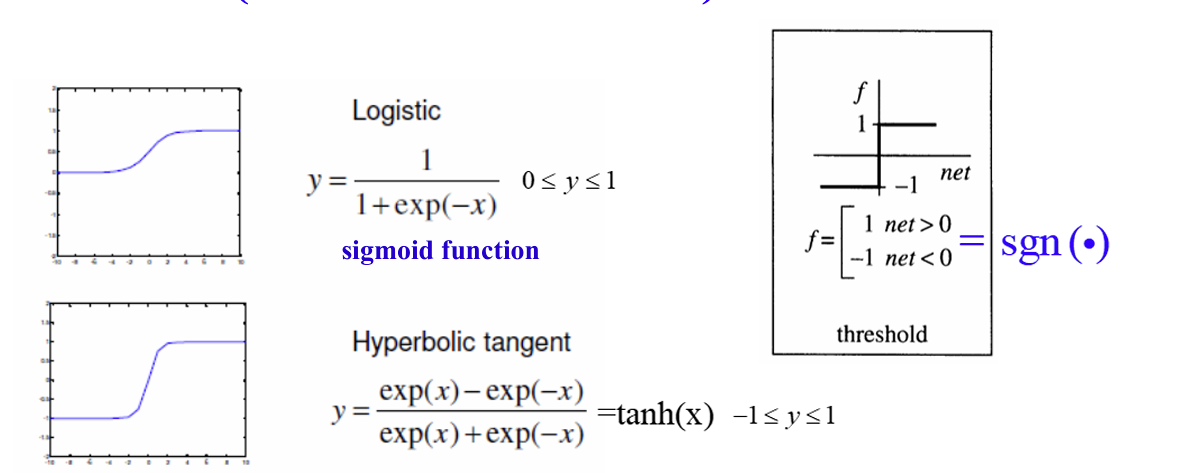 Logistic
y = 1 / (1+exp(−x))   0 ≤ y ≤ 1
sigmoid function
Hyperbolic tangent
y = (exp(x)−exp(−x)) / (exp(x)+exp(−x)) =tanh(x)   −1 ≤ y ≤ 1
f
1
−1
net
f = [ 1 net > 0
−1 net < 0
= sgn(•)
threshold